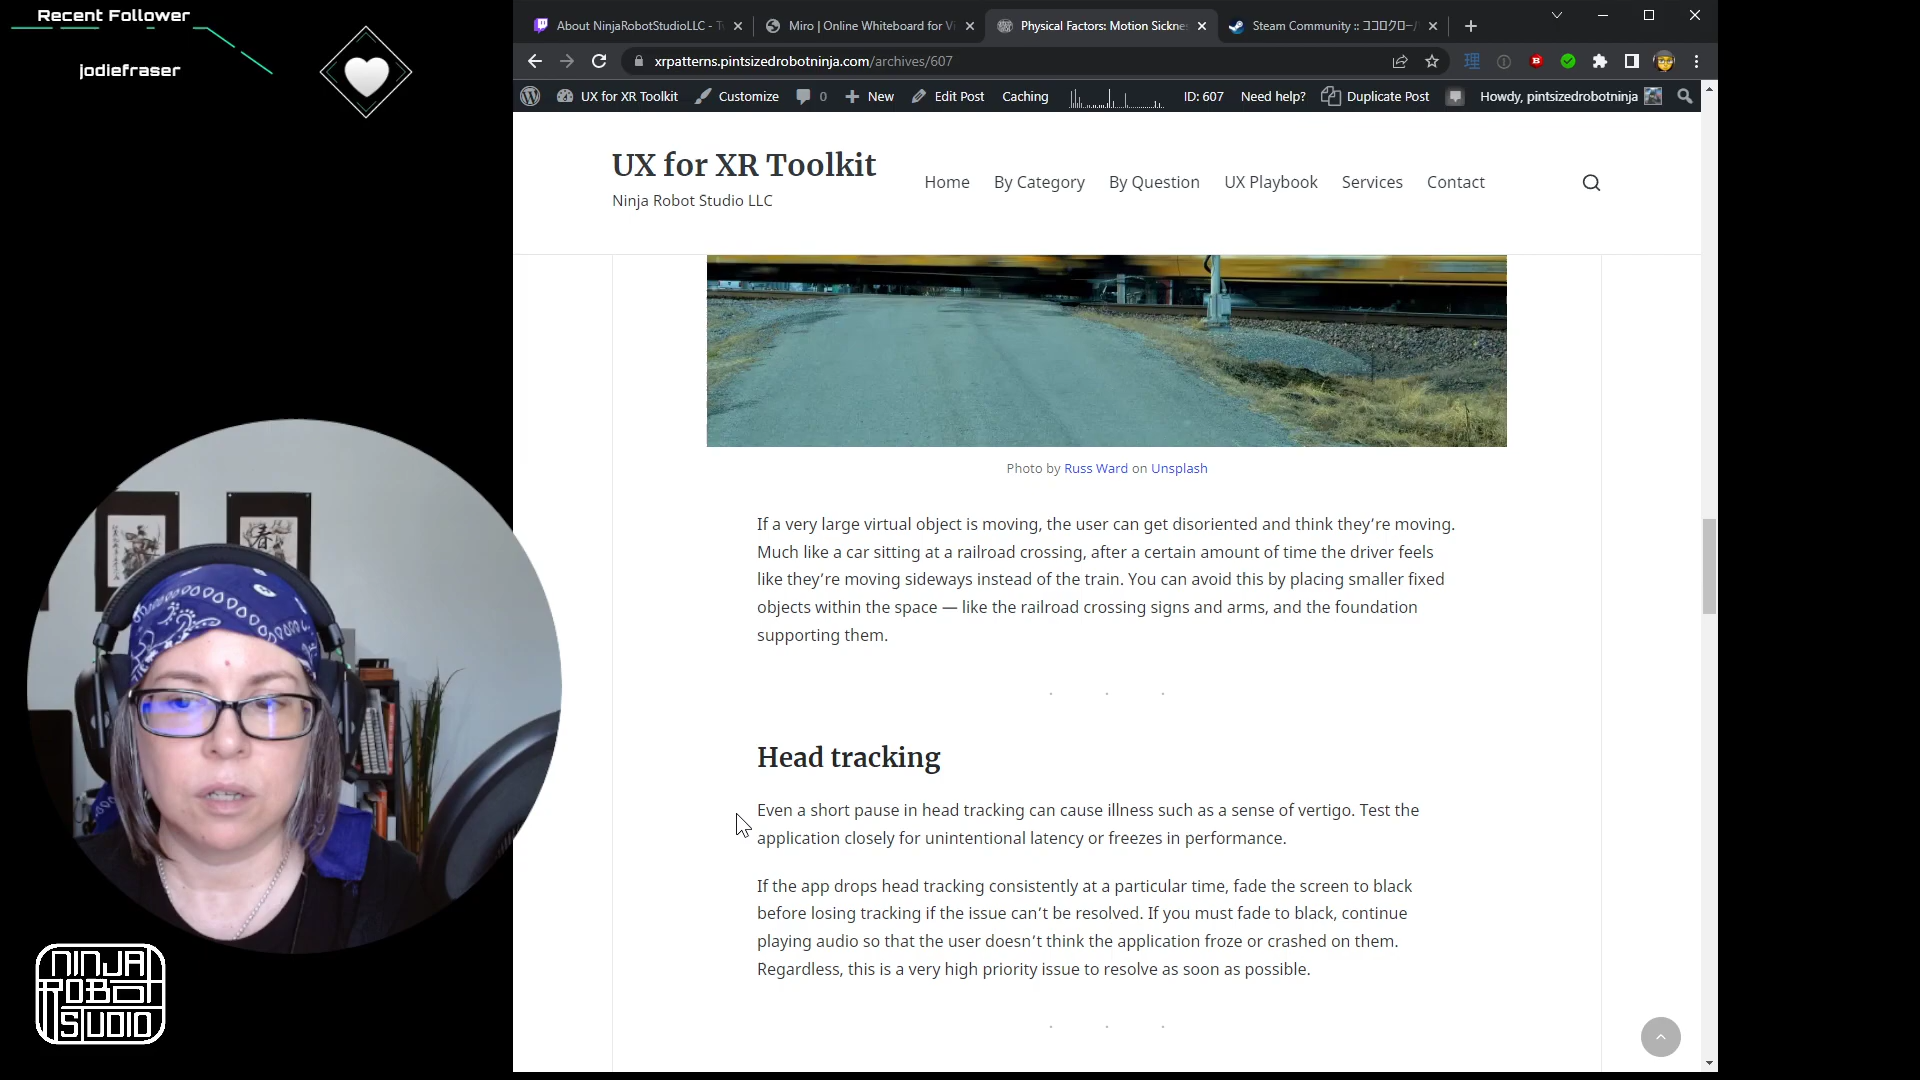 Recent Follower
jodiefraser
春
NINJA
ROBOT
STUDIO
About NinjaRobotStudioLLC - Tw
Miro | Online Whiteboard for Vi
Physical Factors: Motion Sickne
Steam Community :: ココロクロー
xrpatterns.pintsizedrobotninja.com/archives/607
UX for XR Toolkit
Customize
0
New
Edit Post
Caching
ID: 607
Need help?
Duplicate Post
Howdy, pintsizedrobotninja
UX for XR Toolkit
Ninja Robot Studio LLC
Home
By Category
By Question
UX Playbook
Services
Contact
Photo by Russ Ward on Unsplash
If a very large virtual object is moving, the user can get disoriented and think they’re moving.
Much like a car sitting at a railroad crossing, after a certain amount of time the driver feels
like they’re moving sideways instead of the train. You can avoid this by placing smaller fixed
objects within the space — like the railroad crossing signs and arms, and the foundation
supporting them.
Head tracking
Even a short pause in head tracking can cause illness such as a sense of vertigo. Test the
application closely for unintentional latency or freezes in performance.
If the app drops head tracking consistently at a particular time, fade the screen to black
before losing tracking if the issue can’t be resolved. If you must fade to black, continue
playing audio so that the user doesn’t think the application froze or crashed on them.
Regardless, this is a very high priority issue to resolve as soon as possible.